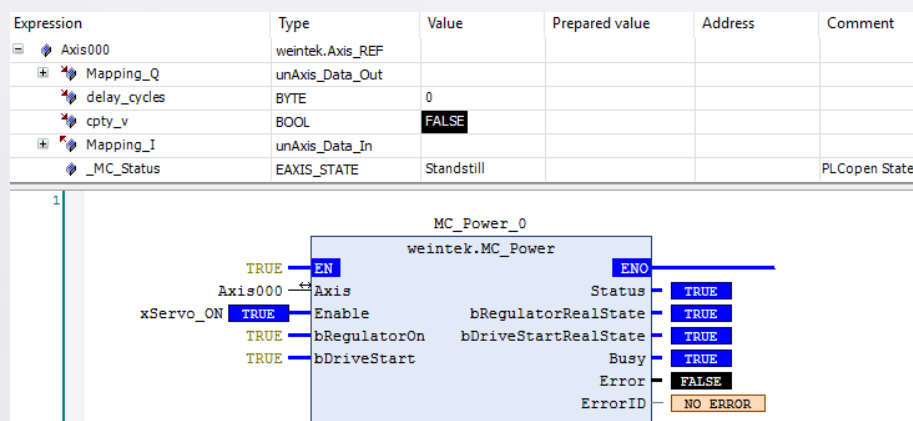 Expression Type Value Prepared value Address Comment
Axis000 weintek.Axis_REF
Mapping_Q unAxis_Data_Out
delay_cycles BYTE 0
cpty_v BOOL FALSE
Mapping_I unAxis_Data_In
_MC_Status EAXIS_STATE Standstill PLCopen State
1
MC_Power_0
weintek.MC_Power
TRUE EN ENO
Axis000 Axis Status TRUE
xServo_ON TRUE Enable bRegulatorRealState TRUE
TRUE bRegulatorOn bDriveStartRealState TRUE
TRUE bDriveStart Busy TRUE
Error FALSE
ErrorID NO ERROR